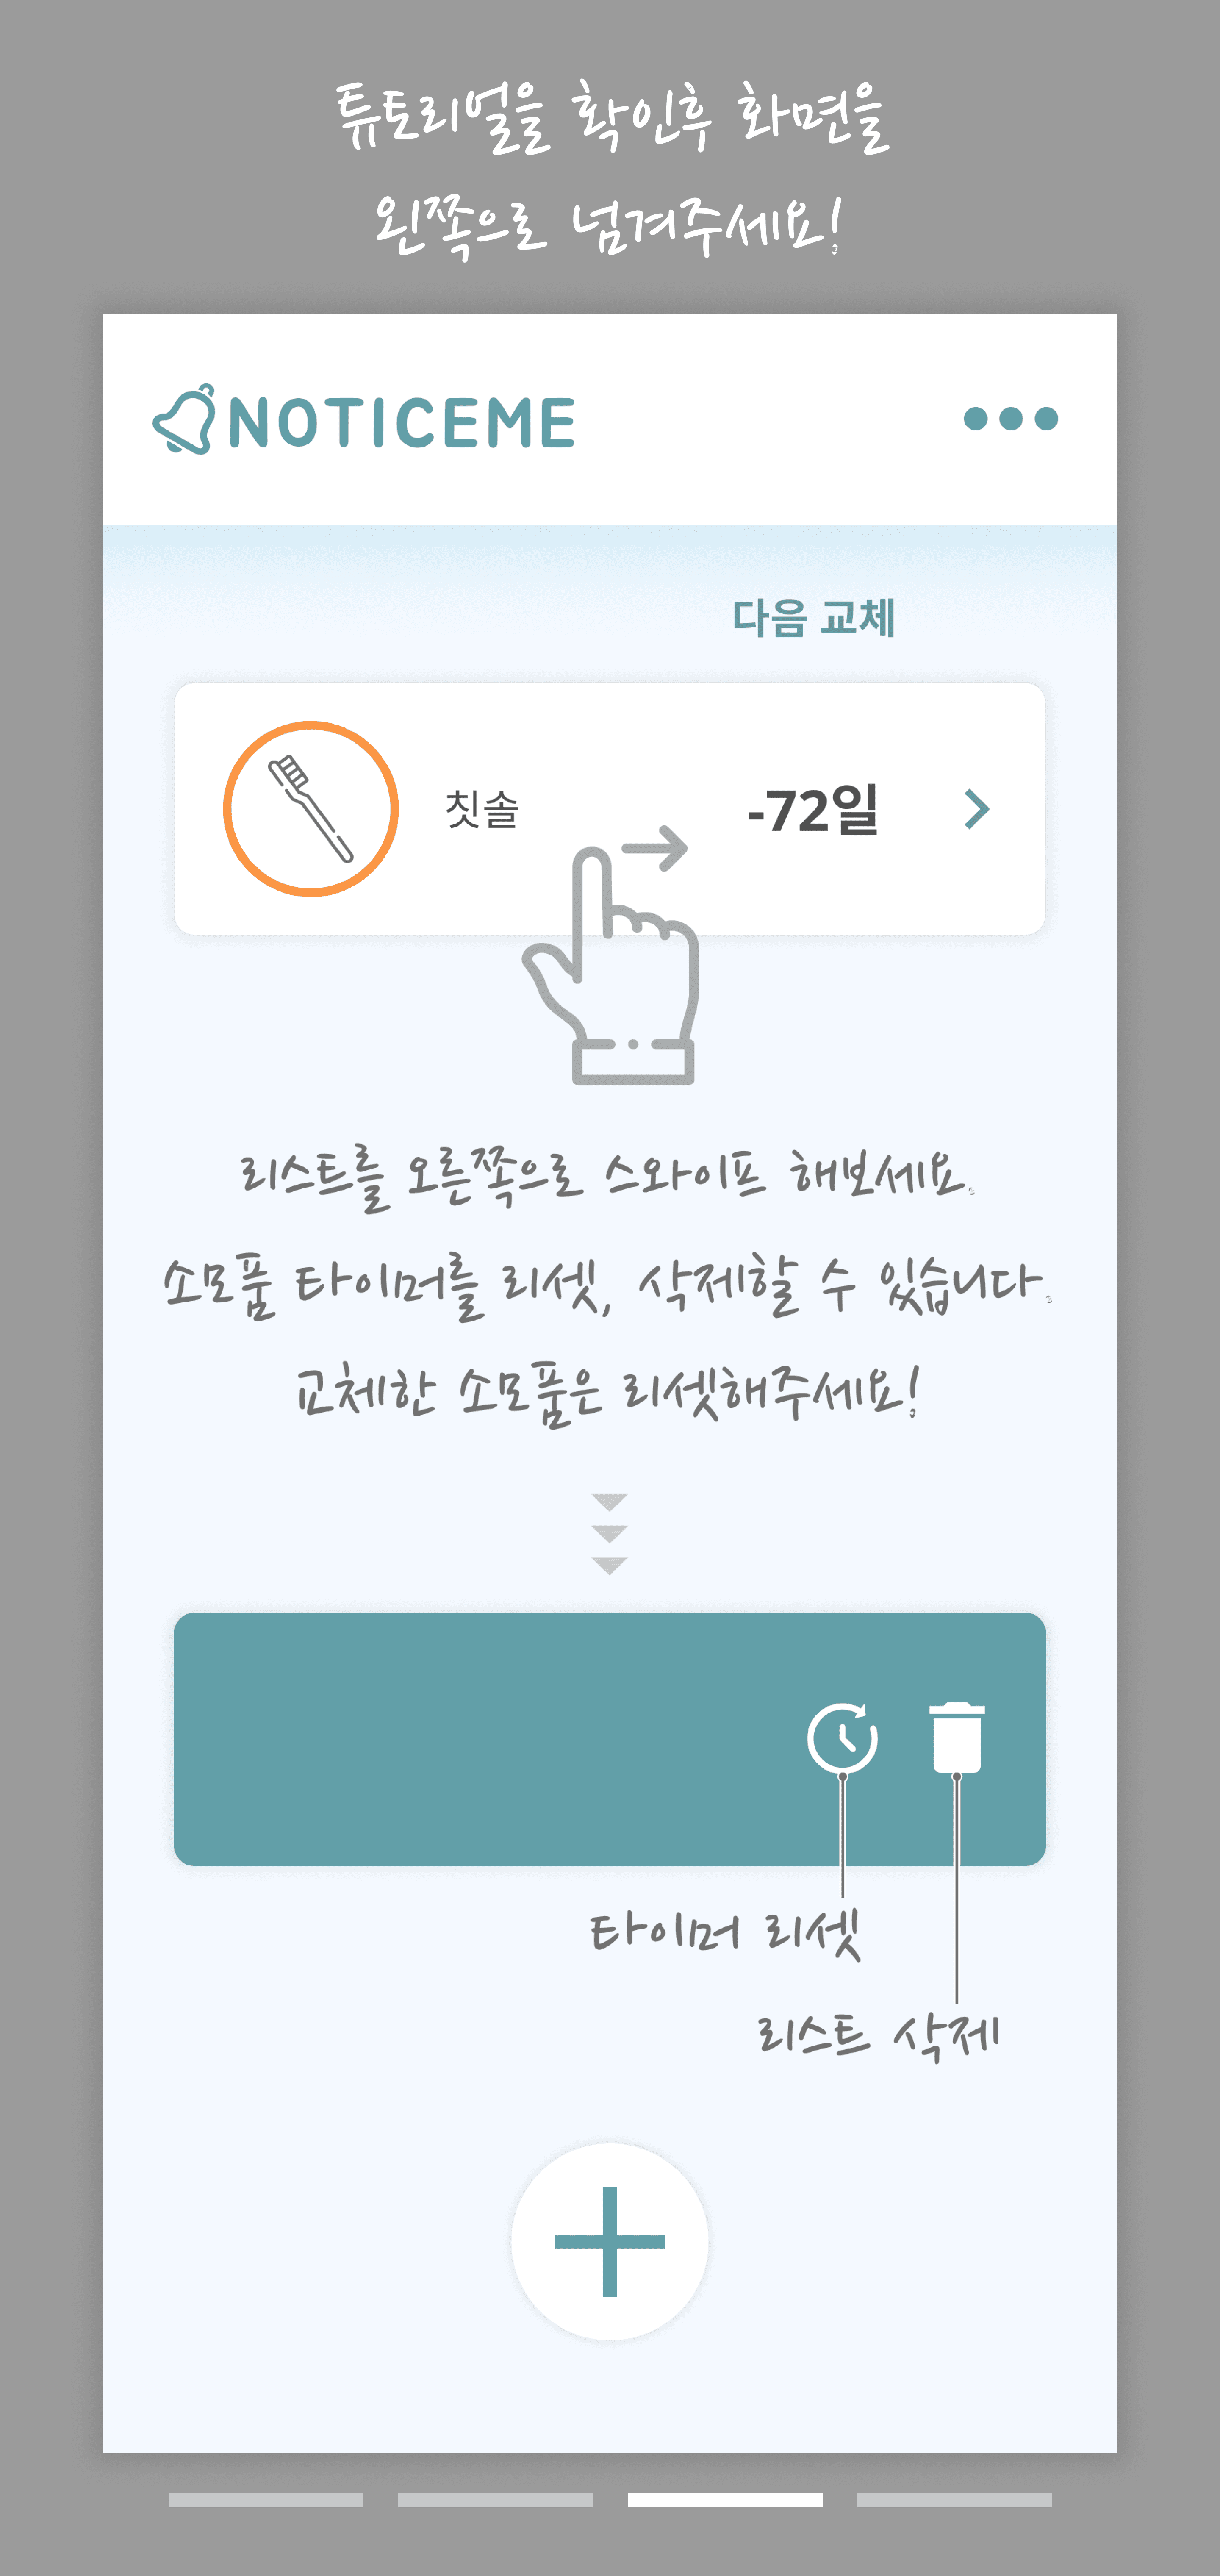 튜토리얼을 확인후 화면을
왼쪽으로 넘겨주세요!
NOTICEME
다음 교체
칫솔
-72일
리스트를 오른쪽으로 스와이프 해보세요.
소모품 타이머를 리셋, 삭제할 수 있습니다.
교체한 소모품은 리셋해주세요!
타이머 리셋
리스트 삭제